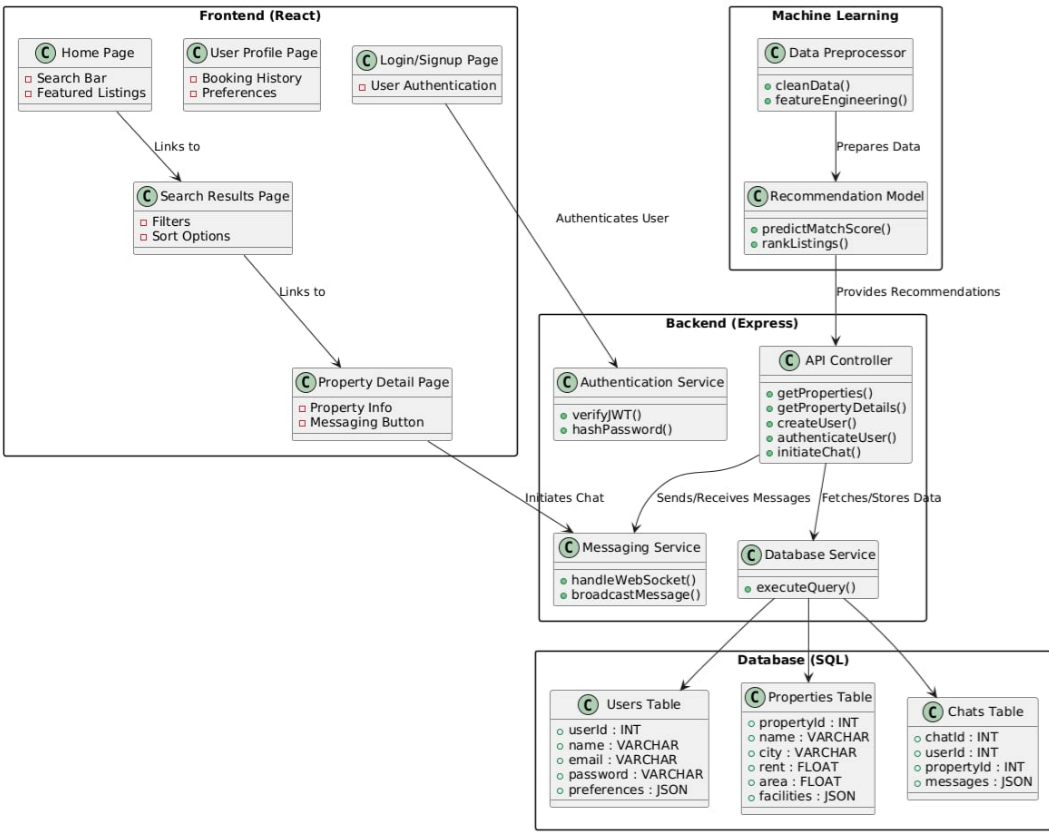 Frontend (React)
C Home Page
Search Bar
Featured Listings
C User Profile Page
Booking History
Preferences
C Login/Signup Page
User Authentication
Links to
C Search Results Page
Filters
Sort Options
Links to
C Property Detail Page
Property Info
Messaging Button
Authenticates User
Initiates Chat
Machine Learning
C Data Preprocessor
cleanData()
featureEngineering()
Prepares Data
C Recommendation Model
predictMatchScore()
rankListings()
Provides Recommendations
Backend (Express)
C Authentication Service
verifyJWT()
hashPassword()
C API Controller
getProperties()
getPropertyDetails()
createUser()
authenticateUser()
initiateChat()
Sends/Receives Messages
Fetches/Stores Data
C Messaging Service
handleWebSocket()
broadcastMessage()
C Database Service
executeQuery()
Database (SQL)
C Users Table
userId : INT
name : VARCHAR
email : VARCHAR
password : VARCHAR
preferences : JSON
C Properties Table
propertyId : INT
name : VARCHAR
city : VARCHAR
rent : FLOAT
area : FLOAT
facilities : JSON
C Chats Table
chatId : INT
userId : INT
propertyId : INT
messages : JSON